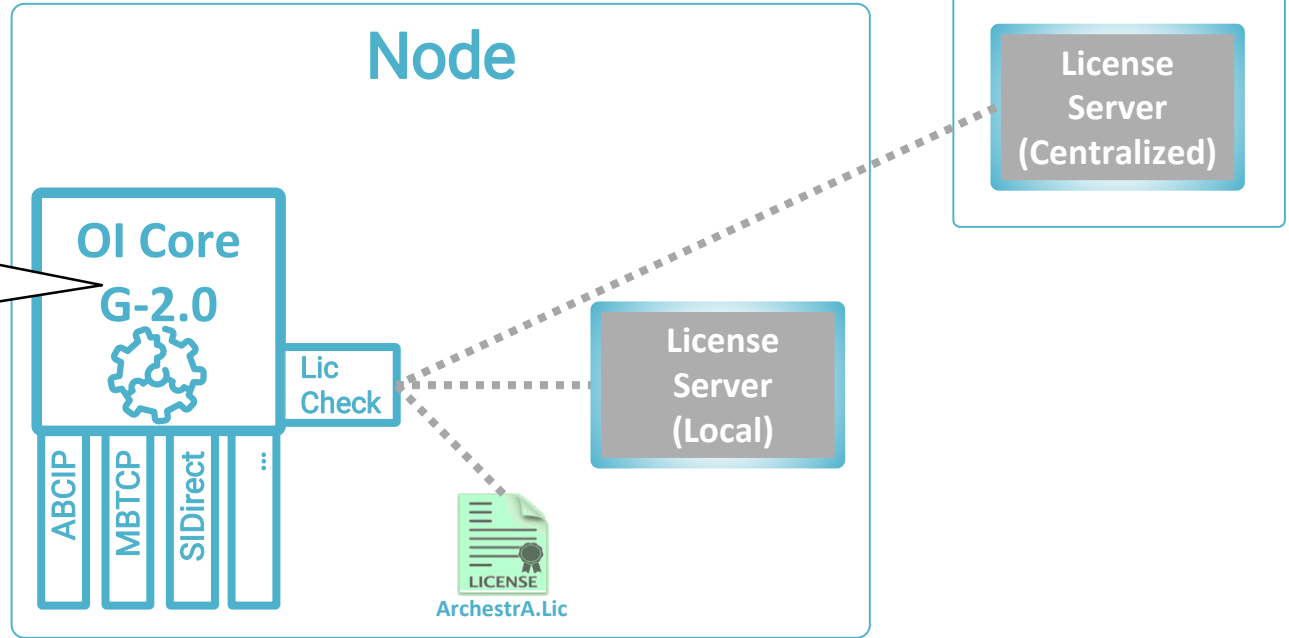 Node
License
Server
(Centralized)
OI Core
G-2.0
Lic
Check
License
Server
(Local)
ABCIP
MBTCP
SIDirect
...
LICENSE
ArchestrA.Lic